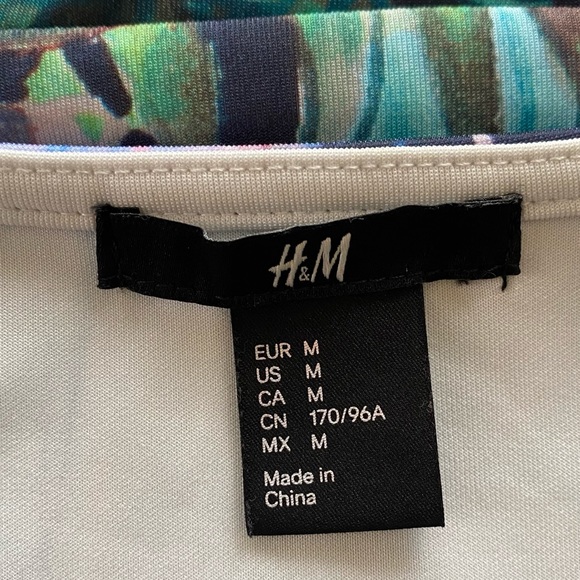 H&M
EUR M
US M
CA M
CN 170/96A
MX M
Made in
China